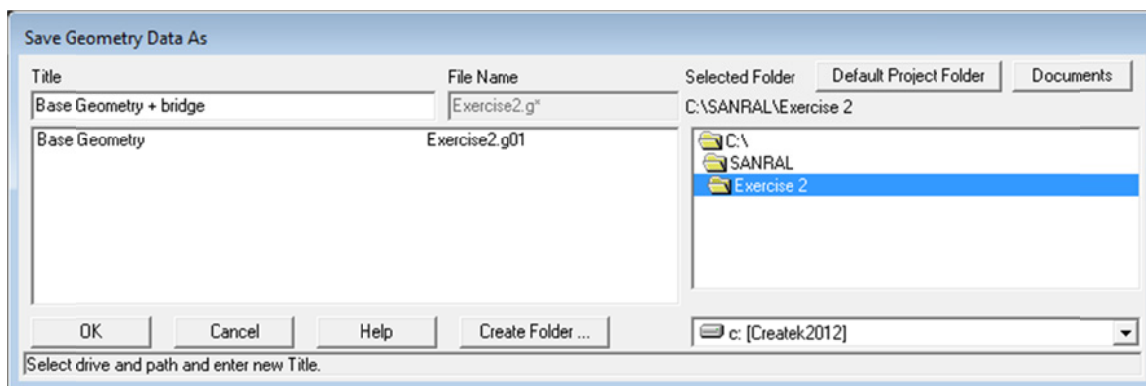 Save Geometry Data As
Title
File Name
Selected Folder
Default Project Folder
Documents
Base Geometry + bridge
Exercise2.g*
C:\SANRAL\Exercise 2
Base Geometry
Exercise2.g01
C:\
SANRAL
Exercise 2
OK
Cancel
Help
Create Folder ...
c: [Createk2012]
Select drive and path and enter new Title.